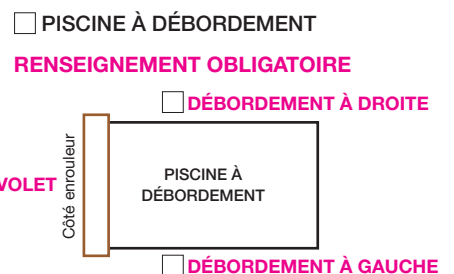 PISCINE À DÉBORDEMENT
RENSEIGNEMENT OBLIGATOIRE
DÉBORDEMENT À DROITE
VOLET
Côté enrouleur
PISCINE À
DÉBORDEMENT
DÉBORDEMENT À GAUCHE